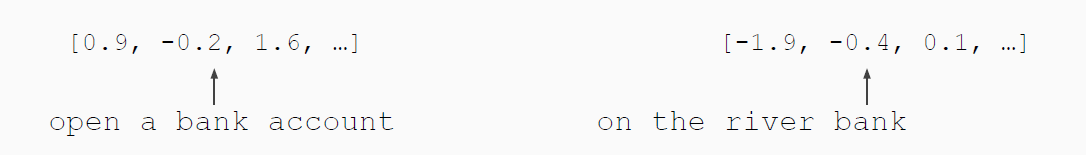 [0.9, -0.2, 1.6, …] [-1.9, -0.4, 0.1, …]
open a bank account on the river bank